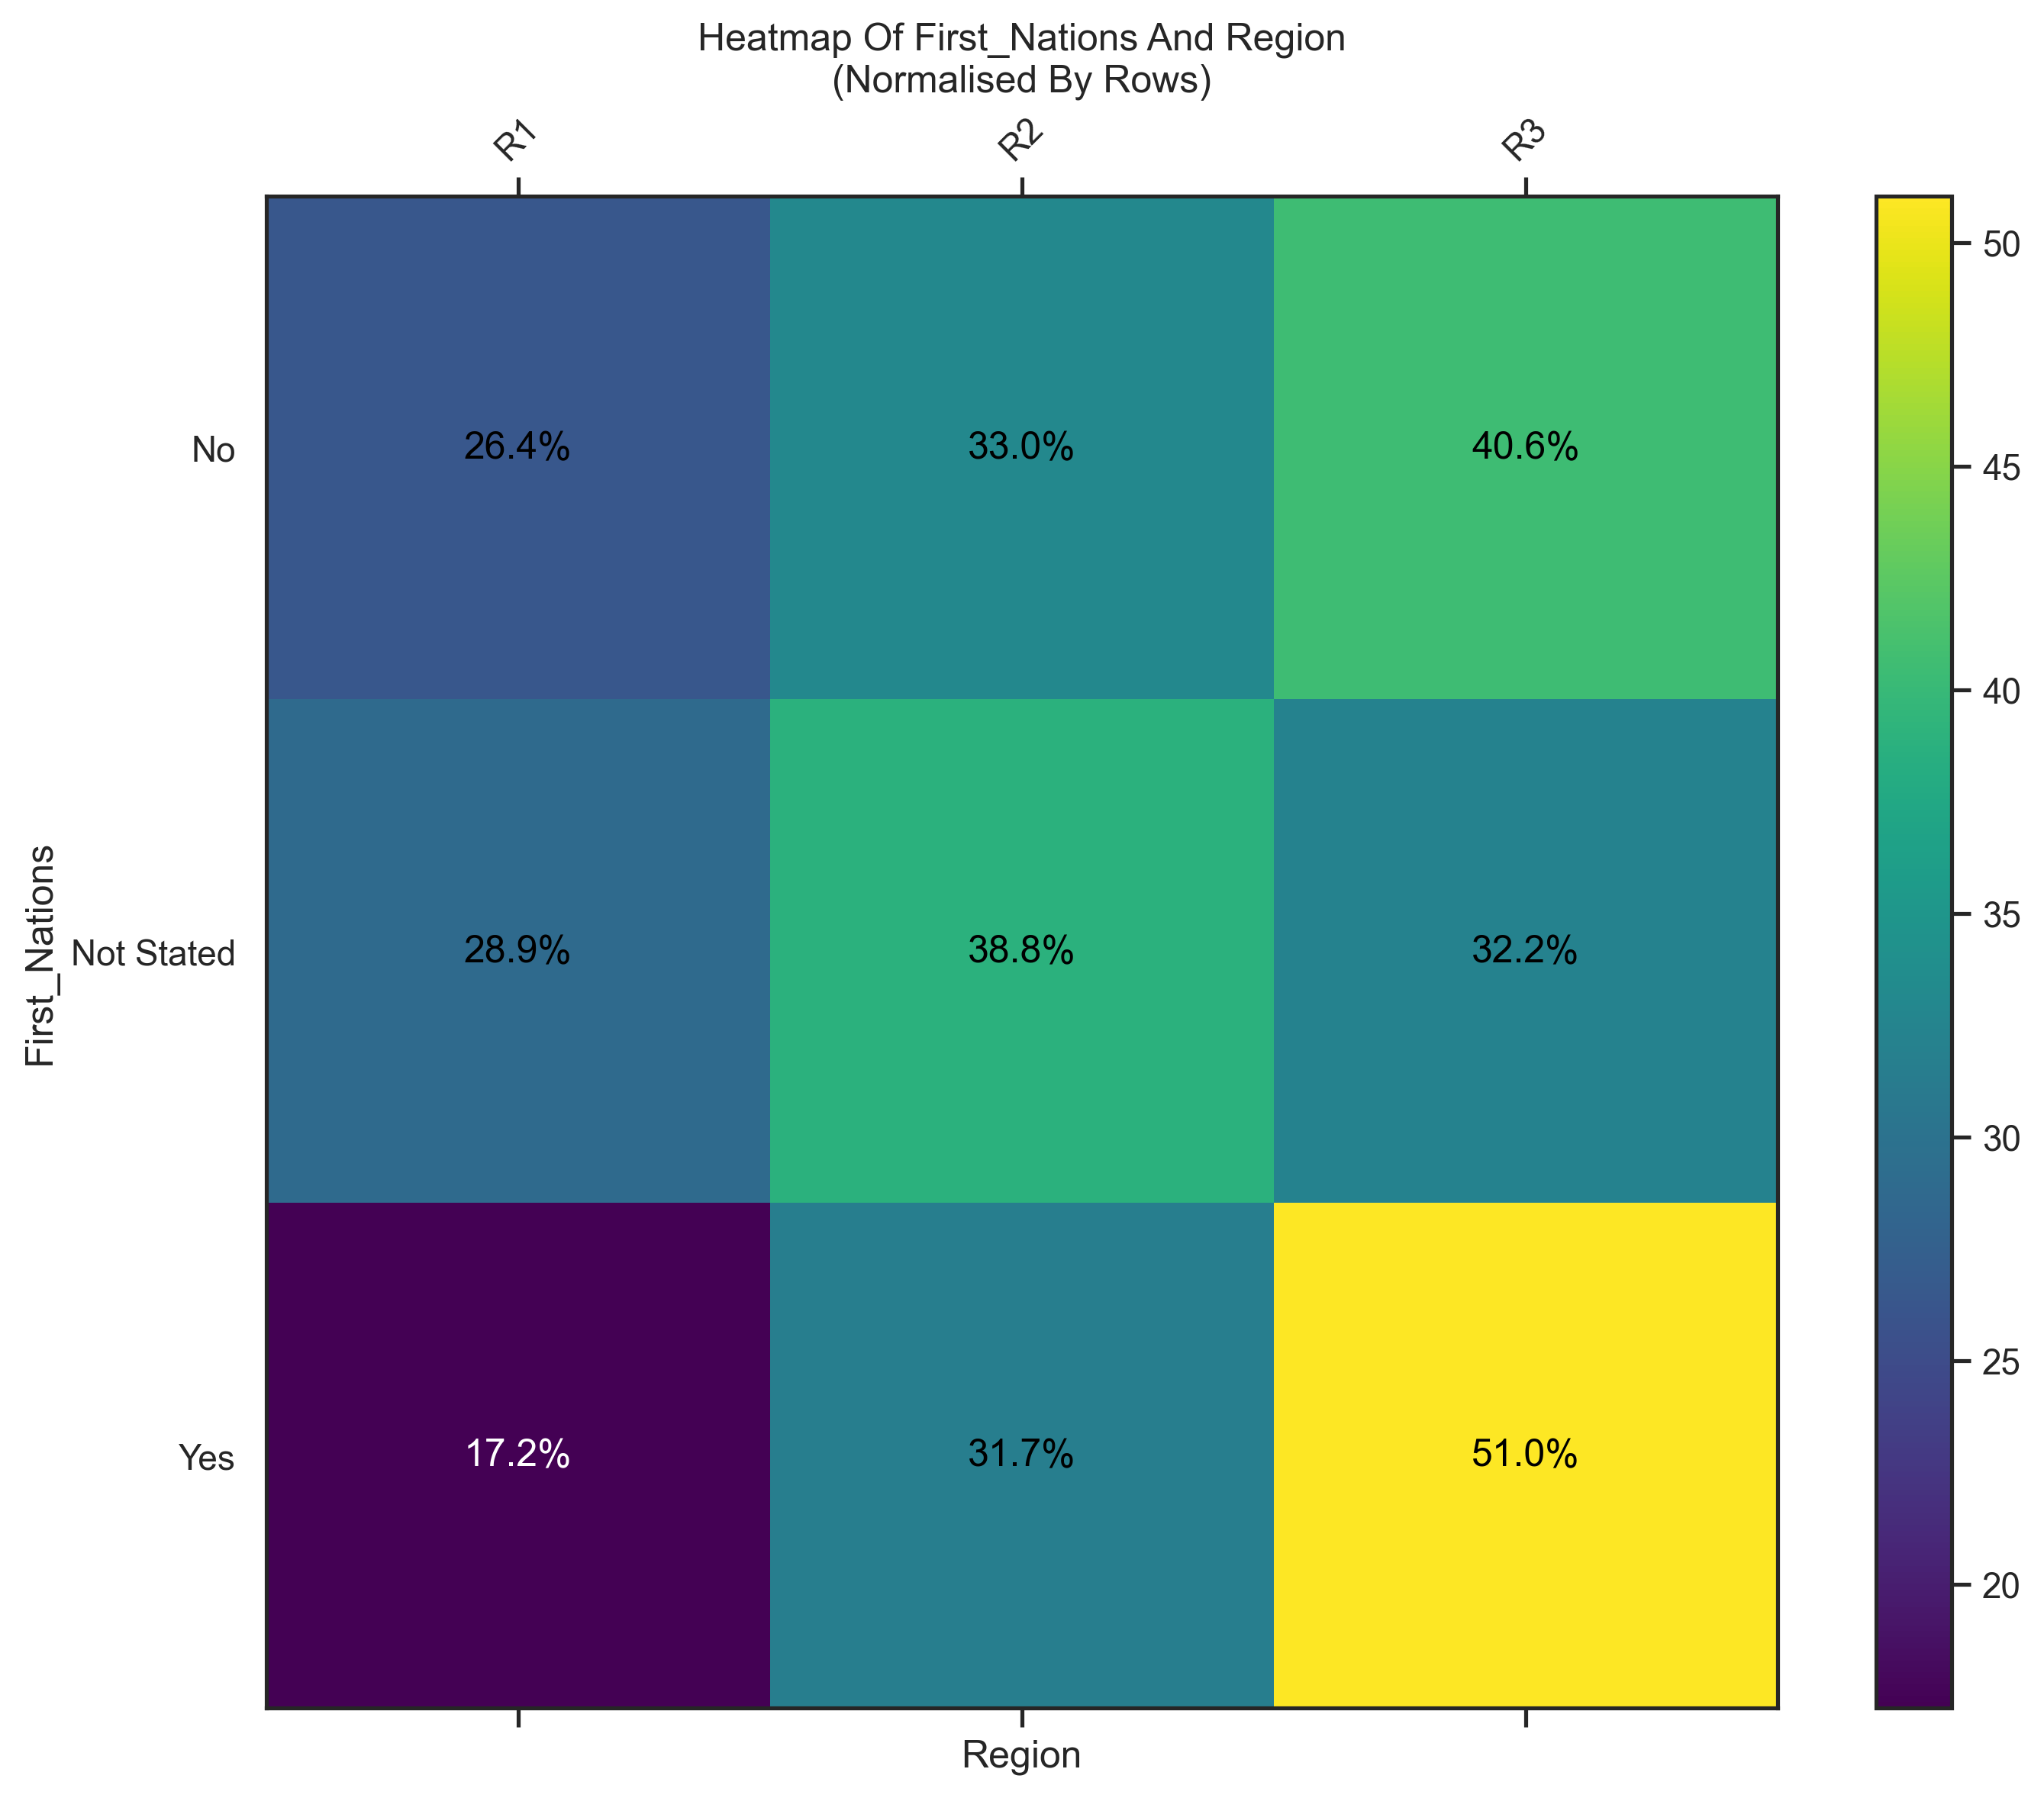 Heatmap Of First_Nations And Region
(Normalised By Rows)
R1
R2
R3
No
26.4%
33.0%
40.6%
Not Stated
28.9%
38.8%
32.2%
Yes
17.2%
31.7%
51.0%
First_Nations
Region
50
45
40
35
30
25
20